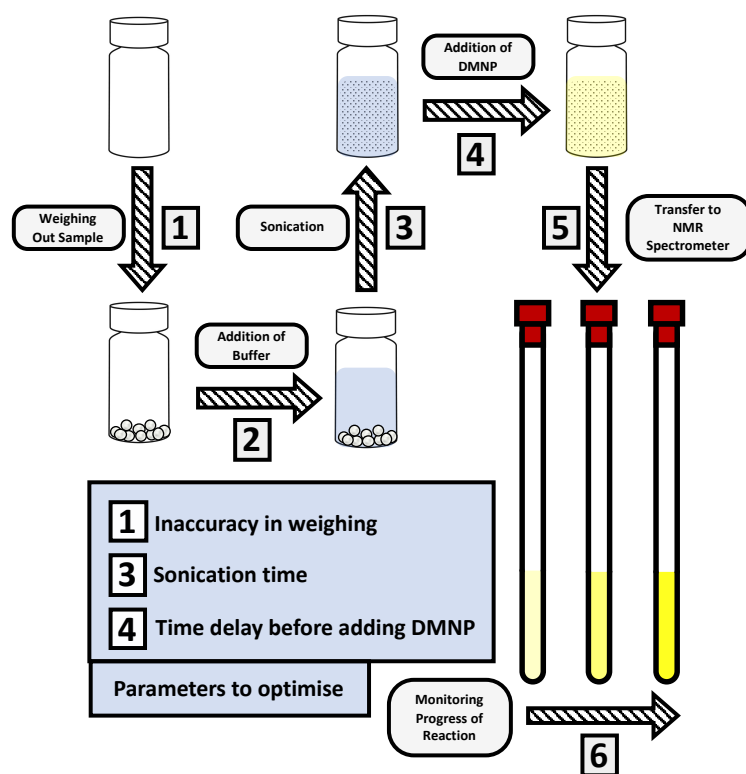 Weighing
Out Sample
1
Addition of
Buffer
2
Sonication
3
Addition of
DMNP
4
5
Transfer to
NMR
Spectrometer
1 Inaccuracy in weighing
3 Sonication time
4 Time delay before adding DMNP
Parameters to optimise
Monitoring
Progress of
Reaction
6